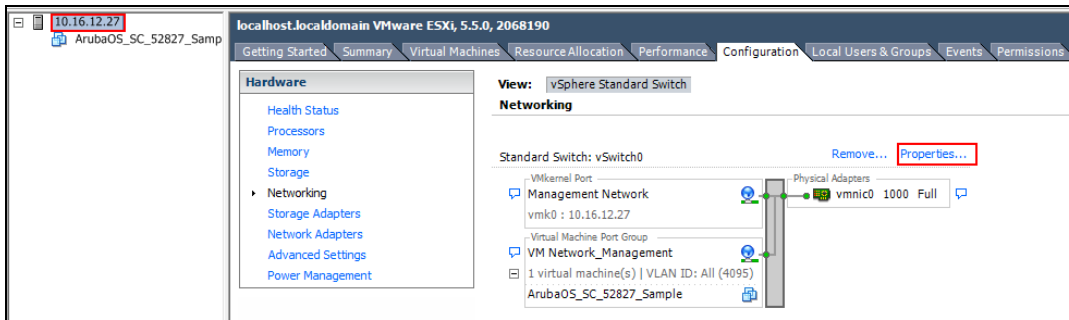 10.16.12.27
ArubaOS_SC_52827_Samp
localhost.localdomain VMware ESXi, 5.5.0, 2068190
Getting Started Summary Virtual Machines Resource Allocation Performance Configuration Local Users & Groups Events Permissions
Hardware
Health Status
Processors
Memory
Storage
Networking
Storage Adapters
Network Adapters
Advanced Settings
Power Management
View: vSphere Standard Switch
Networking
Standard Switch: vSwitch0 Remove... Properties...
VMkernel Port
Management Network
vmk0 : 10.16.12.27
Physical Adapters
vmnic0 1000 Full
Virtual Machine Port Group
VM Network_Management
1 virtual machine(s) | VLAN ID: All (4095)
ArubaOS_SC_52827_Sample